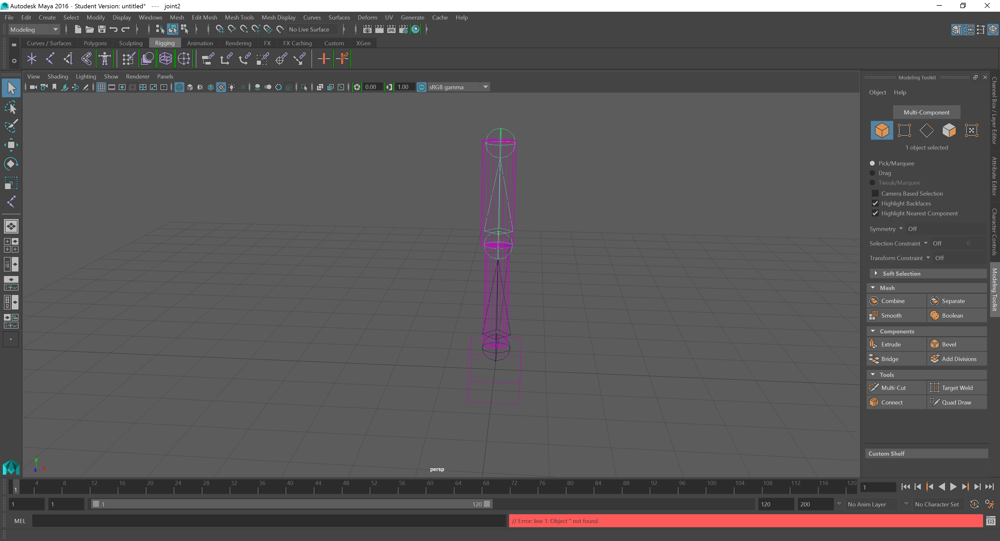 Autodesk Maya 2016 - Student Version: untitled* --- joint2
File Edit Create Select Modify Display Windows Mesh Edit Mesh Mesh Tools Mesh Display Curves Surfaces Deform UV Generate Cache Help
Modeling No Live Surface IPR
Curves / Surfaces Polygons Sculpting Rigging Animation Rendering FX FX Caching Custom XGen
View Shading Lighting Show Renderer Panels
0.00 1.00 ON sRGB gamma
Modeling Toolkit
Object Help
Multi-Component
1 object selected
Pick/Marquee
Drag
Tweak/Marquee
Camera Based Selection
Highlight Backfaces
Highlight Nearest Component
Symmetry Off
Selection Constraint Off 0
Transform Constraint Off
Soft Selection
Mesh
Combine Separate
Smooth Boolean
Components
Extrude Bevel
Bridge Add Divisions
Tools
Multi-Cut Target Weld
Connect Quad Draw
Custom Shelf
Channel Box / Layer Editor
Attribute Editor
Character Controls
Modeling Toolkit
y
z x
persp
1 4 8 12 16 20 24 28 32 36 40 44 48 52 56 60 64 68 72 76 80 84 88 92 96 100 104 108 112 116 120 1
1 1 1 120 120 200 No Anim Layer No Character Set
MEL // Error: line 1: Object '' not found.